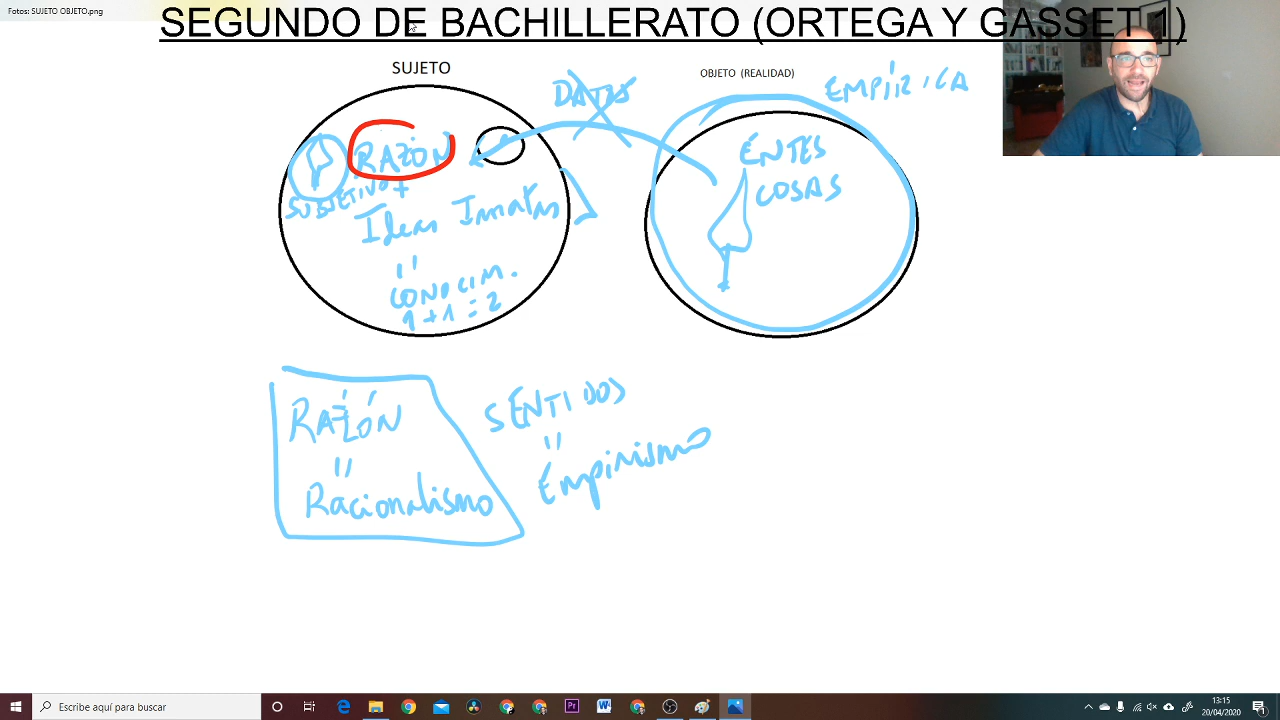 Fotos: SUJETO OBJETO.png
SEGUNDO DE BACHILLERATO (ORTEGA Y GASSET 1)
SUJETO
OBJETO (REALIDAD)
DATOS
EMPÍRICA
RAZÓN
SUBJETIVO +
Ideas Innatas
"
CONOCIM.
1 + 1 = 2
ENTES
COSAS
RAZÓN
"
Racionalismo
SENTIDOS
"
Empirismo
Escribe aquí para buscar
13:15
20/04/2020